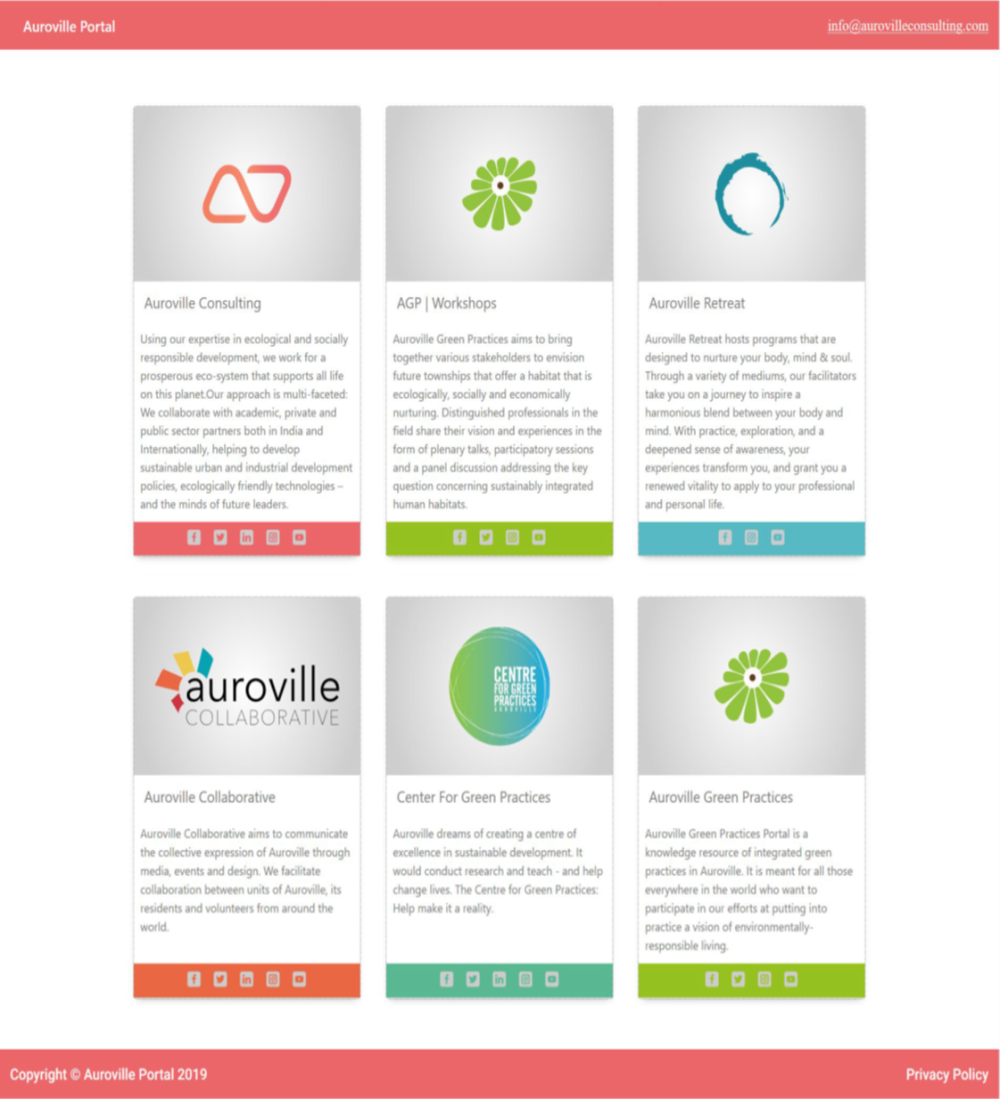 Auroville Portal
info@aurovilleconsulting.com
Auroville Consulting
Using our expertise in ecological and socially
responsible development, we work for a
prosperous eco-system that supports all life
on this planet.Our approach is multi-faceted:
We collaborate with academic, private and
public sector partners both in India and
Internationally, helping to develop
sustainable urban and industrial development
policies, ecologically friendly technologies –
and the minds of future leaders.
AGP | Workshops
Auroville Green Practices aims to bring
together various stakeholders to envision
future townships that offer a habitat that is
ecologically, socially and economically
nurturing. Distinguished professionals in the
field share their vision and experiences in the
form of plenary talks, participatory sessions
and a panel discussion addressing the key
question concerning sustainably integrated
human habitats.
Auroville Retreat
Auroville Retreat hosts programs that are
designed to nurture your body, mind & soul.
Through a variety of mediums, our facilitators
take you on a journey to inspire a
harmonious blend between your body and
mind. With practice, exploration, and a
deepened sense of awareness, your
experiences transform you, and grant you a
renewed vitality to apply to your professional
and personal life.
auroville
COLLABORATIVE
Auroville Collaborative
Auroville Collaborative aims to communicate
the collective expression of Auroville through
media, events and design. We facilitate
collaboration between units of Auroville, its
residents and volunteers from around the
world.
CENTRE
FOR GREEN
PRACTICES
AUROVILLE
Center For Green Practices
Auroville dreams of creating a centre of
excellence in sustainable development. It
would conduct research and teach - and help
change lives. The Centre for Green Practices:
Help make it a reality.
Auroville Green Practices
Auroville Green Practices Portal is a
knowledge resource of integrated green
practices in Auroville. It is meant for all those
everywhere in the world who want to
participate in our efforts at putting into
practice a vision of environmentally-
responsible living.
Copyright © Auroville Portal 2019
Privacy Policy